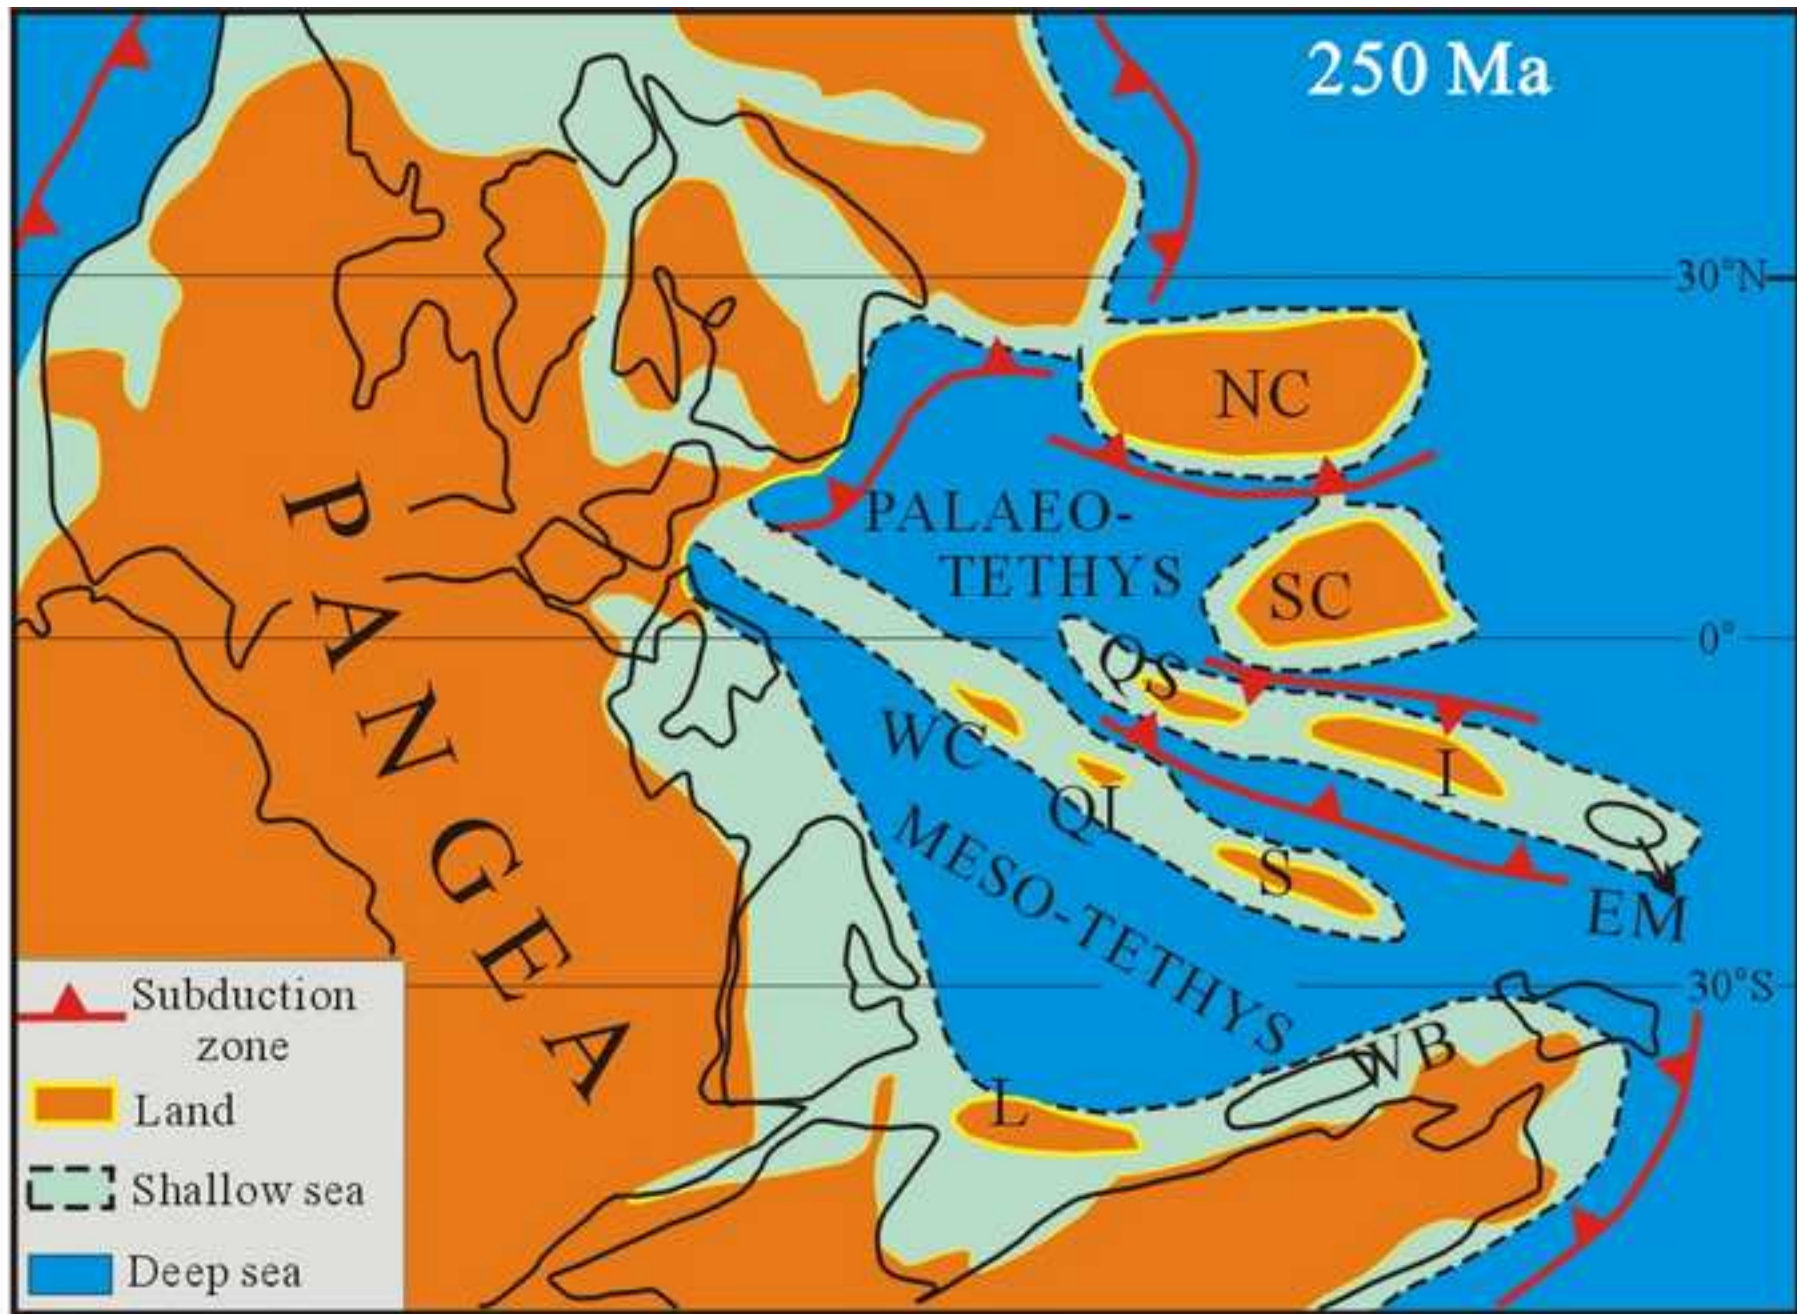 250 Ma
30°N
NC
PALAEO-
TETHYS
SC
0°
QS
WC
I
QI
S
MESO-TETHYS
EM
30°S
WB
L
PANGEA
Subduction
zone
Land
Shallow sea
Deep sea